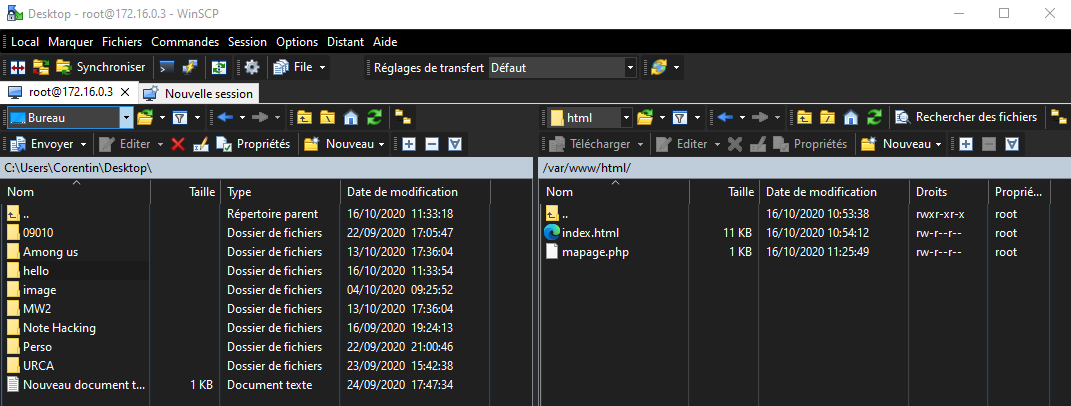 Desktop - root@172.16.0.3 - WinSCP
Local Marquer Fichiers Commandes Session Options Distant Aide
Synchroniser File Réglages de transfert Défaut
root@172.16.0.3 Nouvelle session
Bureau html Rechercher des fichiers
Envoyer Editer Propriétés Nouveau Télécharger Editer Propriétés Nouveau
C:\Users\Corentin\Desktop\ /var/www/html/
Nom Taille Type Date de modification Nom Taille Date de modification Droits Proprié...
.. Répertoire parent 16/10/2020 11:33:18 .. 16/10/2020 10:53:38 rwxr-xr-x root
09010 Dossier de fichiers 22/09/2020 17:05:47 index.html 11 KB 16/10/2020 10:54:12 rw-r--r-- root
Among us Dossier de fichiers 13/10/2020 17:36:04 mapage.php 1 KB 16/10/2020 11:25:49 rw-r--r-- root
hello Dossier de fichiers 16/10/2020 11:33:54
image Dossier de fichiers 04/10/2020 09:25:52
MW2 Dossier de fichiers 13/10/2020 17:36:04
Note Hacking Dossier de fichiers 16/09/2020 19:24:13
Perso Dossier de fichiers 22/09/2020 21:00:46
URCA Dossier de fichiers 23/09/2020 15:42:38
Nouveau document t... 1 KB Document texte 24/09/2020 17:47:34